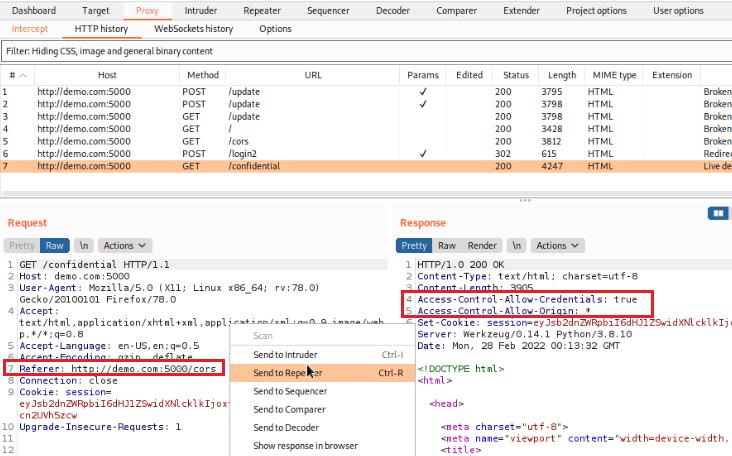 Dashboard Target Proxy Intruder Repeater Sequencer Decoder Comparer Extender Project options User options
Intercept HTTP history WebSockets history Options
Filter: Hiding CSS, image and general binary content
# Host Method URL Params Edited Status Length MIME type Extension
1 http://demo.com:5000 POST /update ✓ 200 3795 HTML Broken
2 http://demo.com:5000 POST /update ✓ 200 3798 HTML Broken
3 http://demo.com:5000 GET /update 200 3798 HTML Broken
4 http://demo.com:5000 GET / 200 3428 HTML Broken
5 http://demo.com:5000 GET /cors 200 3812 HTML Broken
6 http://demo.com:5000 POST /login2 ✓ 302 615 HTML Redire
7 http://demo.com:5000 GET /confidential 200 4247 HTML Live de
Request
Pretty Raw \n Actions
1 GET /confidential HTTP/1.1
2 Host: demo.com:5000
3 User-Agent: Mozilla/5.0 (X11; Linux x86_64; rv:78.0)
Gecko/20100101 Firefox/78.0
4 Accept:
text/html,application/xhtml+xml,application/xml;q=0.9,image/web
p,*/*;q=0.8
5 Accept-Language: en-US,en;q=0.5
6 Accept-Encoding: gzip, deflate
7 Referer: http://demo.com:5000/cors
8 Connection: close
9 Cookie: session=
cn2UVh5zcw
10 Upgrade-Insecure-Requests: 1
11
12
Scan
Send to Intruder Ctrl-I
Send to Repeater Ctrl-R
Send to Sequencer
Send to Comparer
Send to Decoder
Show response in browser
Response
Pretty Raw Render \n Actions
1 HTTP/1.0 200 OK
2 Content-Type: text/html; charset=utf-8
3 Content-Length: 3905
4 Access-Control-Allow-Credentials: true
5 Access-Control-Allow-Origin: *
6 Set-Cookie:
7 Server: Werkzeug/0.14.1 Python/3.8.10
8 Date: Mon, 28 Feb 2022 00:13:32 GMT
9
<!DOCTYPE html>
<html>
<head>
<meta charset="utf-8">
<meta name="viewport" content="width=device-width,
<title>